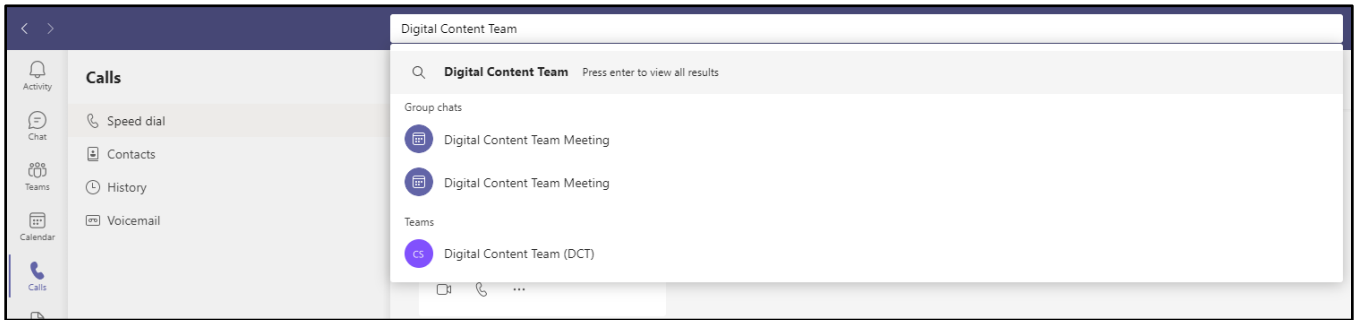 Digital Content Team
Activity
Chat
Teams
Calendar
Calls
Calls
Speed dial
Contacts
History
Voicemail
Digital Content Team Press enter to view all results
Group chats
Digital Content Team Meeting
Digital Content Team Meeting
Teams
CS Digital Content Team (DCT)
...